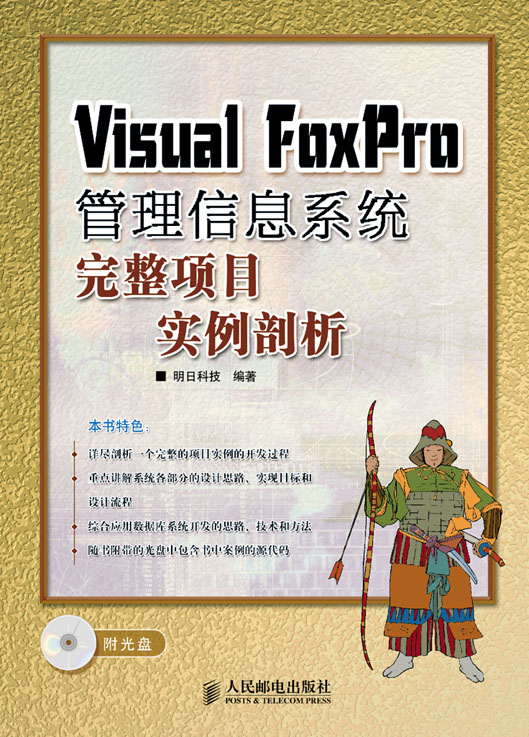 Visual FoxPro
管理信息系统
完整项目
实例剖析
■ 明日科技 编著
本书特色：
详尽剖析一个完整的项目实例的开发过程
重点讲解系统各部分的设计思路、实现目标和
设计流程
综合应用数据库系统开发的思路、技术和方法
随书附带的光盘中包含书中案例的源代码
附光盘
人民邮电出版社
POSTS & TELECOM PRESS